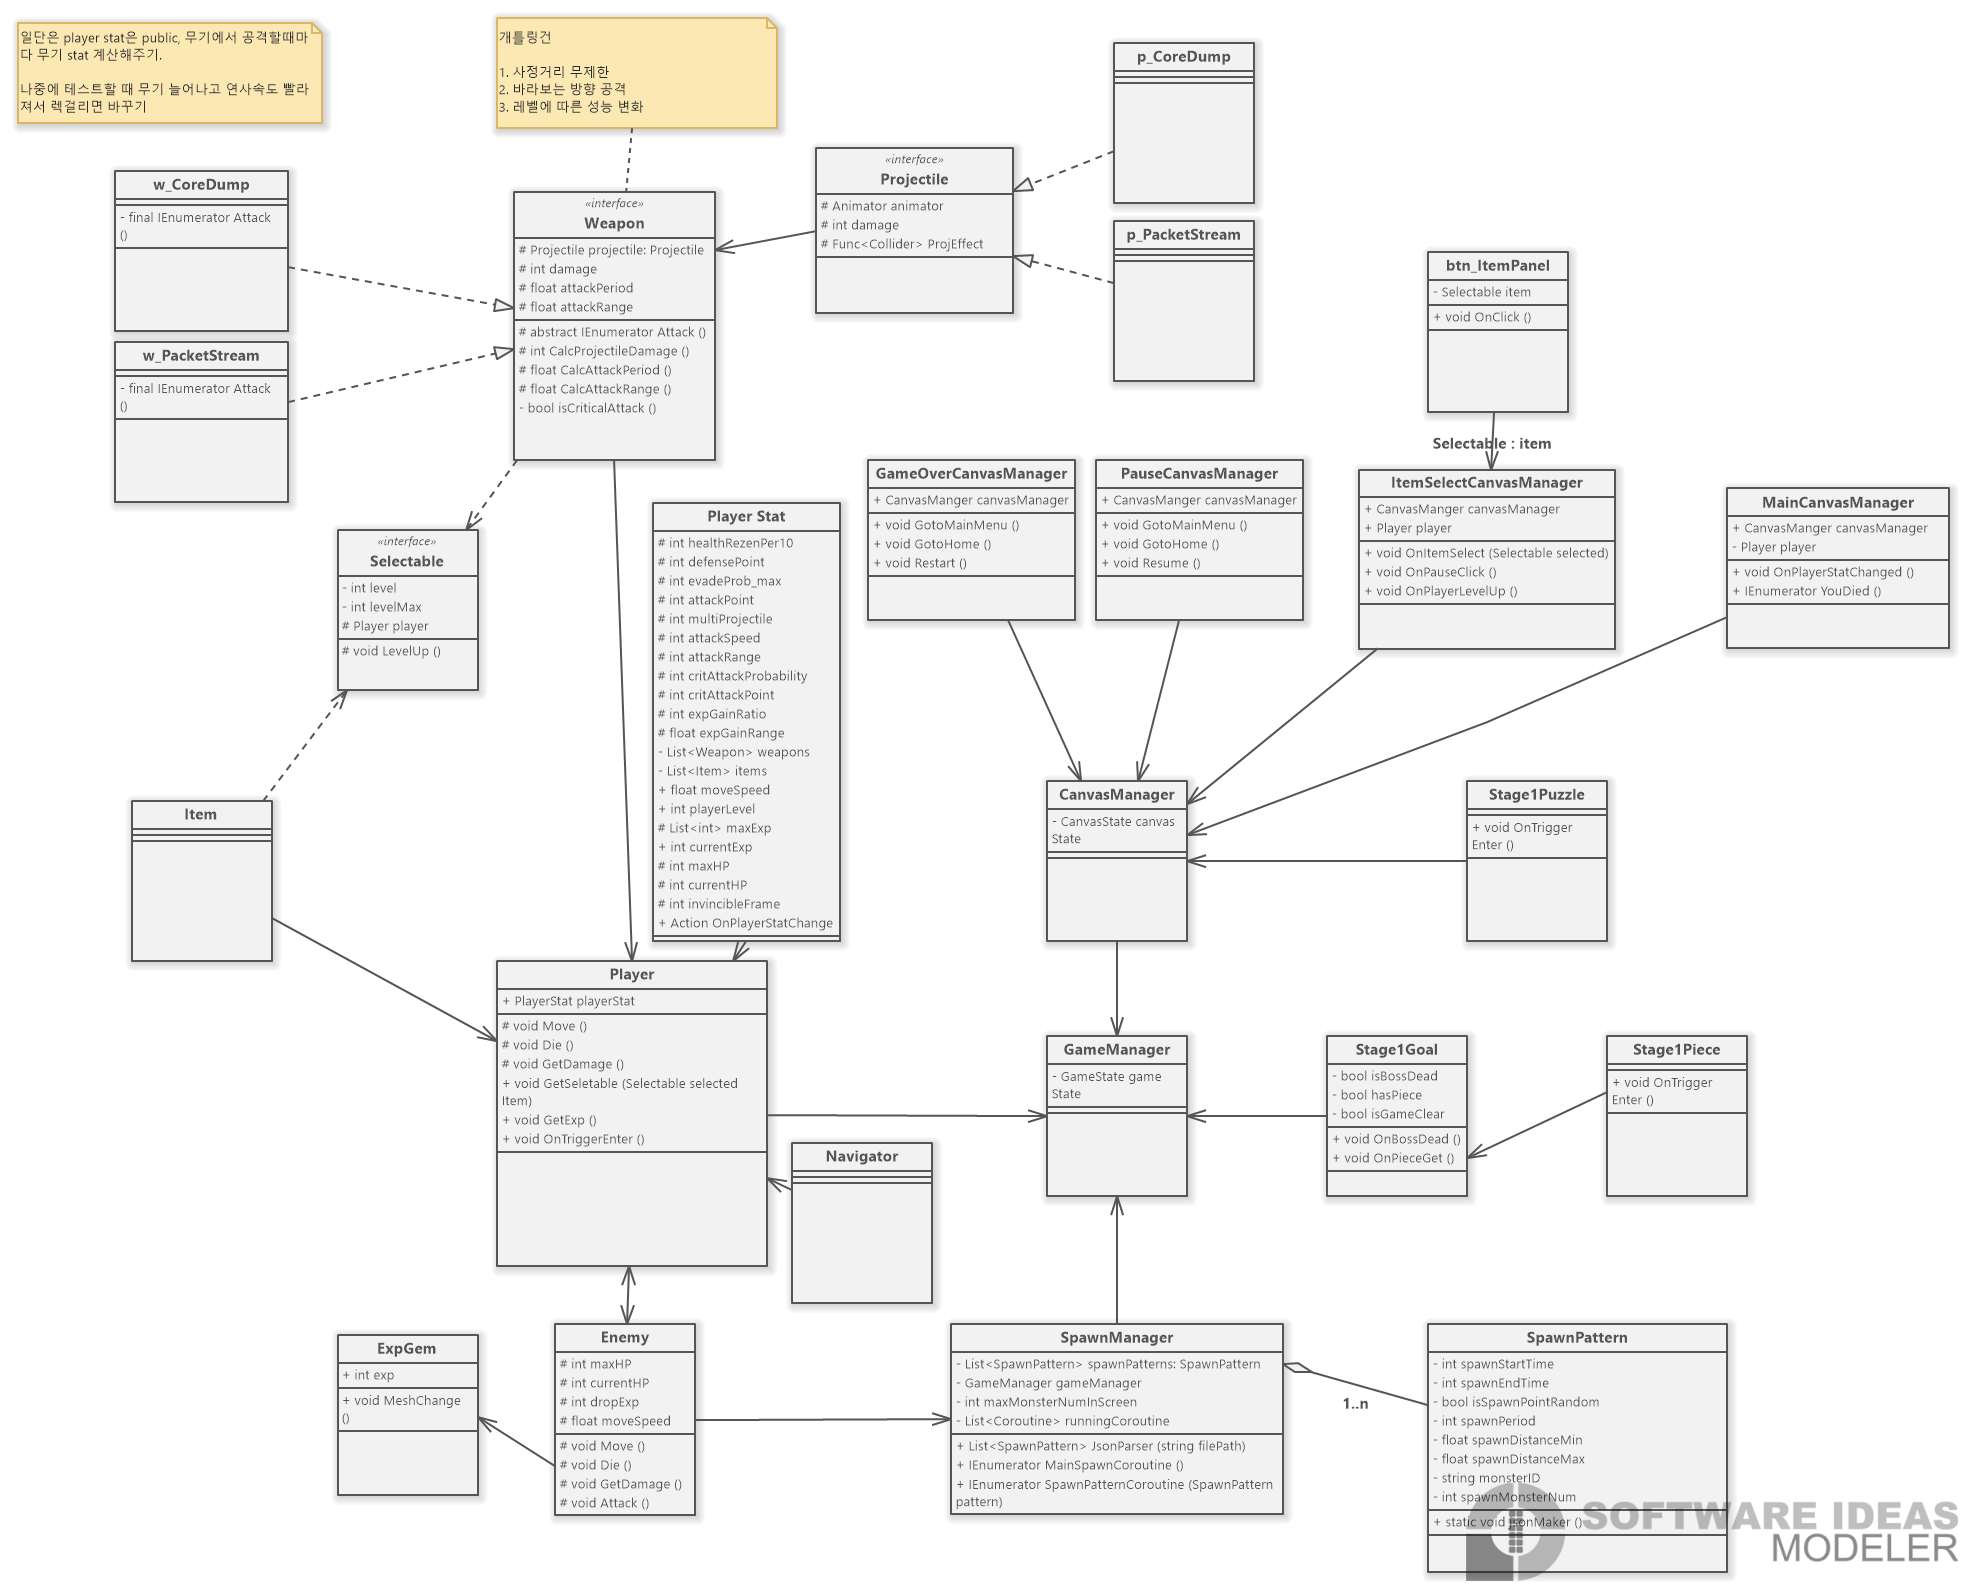 일단은 player stat은 public, 무기에서 공격할때마
다 무기 stat 계산해주기.
나중에 테스트할 때 무기 늘어나고 연사속도 빨라
져서 렉걸리면 바꾸기
개틀링건
1. 사정거리 무제한
2. 바라보는 방향 공격
3. 레벨에 따른 성능 변화
p_CoreDump
«interface»
Projectile
# Animator animator
# int damage
# Func<Collider> ProjEffect
w_CoreDump
- final IEnumerator Attack
()
«interface»
Weapon
# Projectile projectile: Projectile
# int damage
# float attackPeriod
# float attackRange
# abstract IEnumerator Attack ()
# int CalcProjectileDamage ()
# float CalcAttackPeriod ()
# float CalcAttackRange ()
- bool isCriticalAttack ()
p_PacketStream
btn_ItemPanel
- Selectable item
+ void OnClick ()
w_PacketStream
- final IEnumerator Attack
()
Selectable : item
GameOverCanvasManager
+ CanvasManger canvasManager
+ void GotoMainMenu ()
+ void GotoHome ()
+ void Restart ()
PauseCanvasManager
+ CanvasManger canvasManager
+ void GotoMainMenu ()
+ void GotoHome ()
+ void Resume ()
ItemSelectCanvasManager
+ CanvasManger canvasManager
+ Player player
+ void OnItemSelect (Selectable selected)
+ void OnPauseClick ()
+ void OnPlayerLevelUp ()
MainCanvasManager
+ CanvasManger canvasManager
- Player player
+ void OnPlayerStatChanged ()
+ IEnumerator YouDied ()
«interface»
Selectable
- int level
- int levelMax
# Player player
# void LevelUp ()
Player Stat
# int healthRezenPer10
# int defensePoint
# int evadeProb_max
# int attackPoint
# int multiProjectile
# int attackSpeed
# int attackRange
# int critAttackProbability
# int critAttackPoint
# int expGainRatio
# float expGainRange
- List<Weapon> weapons
- List<Item> items
+ float moveSpeed
+ int playerLevel
# List<int> maxExp
+ int currentExp
# int maxHP
# int currentHP
# int invincibleFrame
+ Action OnPlayerStatChange
Item
CanvasManager
- CanvasState canvas
State
Stage1Puzzle
+ void OnTrigger
Enter ()
Player
+ PlayerStat playerStat
# void Move ()
# void Die ()
# void GetDamage ()
+ void GetSeletable (Selectable selected
Item)
+ void GetExp ()
+ void OnTriggerEnter ()
GameManager
- GameState game
State
Stage1Goal
- bool isBossDead
- bool hasPiece
- bool isGameClear
+ void OnBossDead ()
+ void OnPieceGet ()
Stage1Piece
+ void OnTrigger
Enter ()
Navigator
ExpGem
+ int exp
+ void MeshChange
()
Enemy
# int maxHP
# int currentHP
# int dropExp
# float moveSpeed
# void Move ()
# void Die ()
# void GetDamage ()
# void Attack ()
SpawnManager
- List<SpawnPattern> spawnPatterns: SpawnPattern
- GameManager gameManager
- int maxMonsterNumInScreen
- List<Coroutine> runningCoroutine
+ List<SpawnPattern> JsonParser (string filePath)
+ IEnumerator MainSpawnCoroutine ()
+ IEnumerator SpawnPatternCoroutine (SpawnPattern
pattern)
1..n
SpawnPattern
- int spawnStartTime
- int spawnEndTime
- bool isSpawnPointRandom
- int spawnPeriod
- float spawnDistanceMin
- float spawnDistanceMax
- string monsterID
- int spawnMonsterNum
+ static void jsonMaker ()
SOFTWARE IDEAS
MODELER